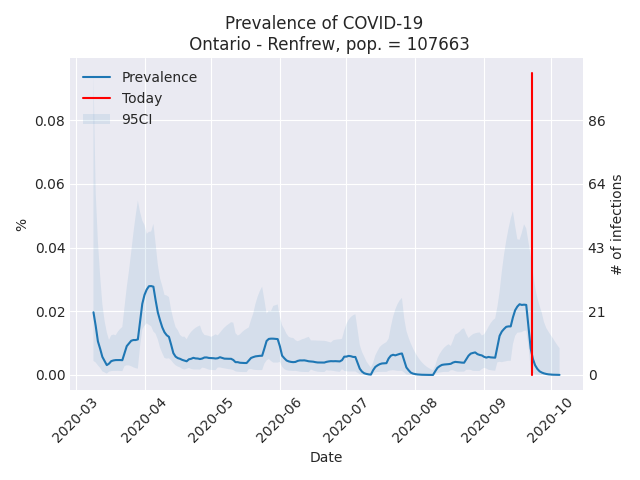 Prevalence of COVID-19
Ontario - Renfrew, pop. = 107663
Prevalence
Today
95CI
0.08
0.06
0.04
0.02
0.00
%
86
64
43
21
0
# of infections
2020-03
2020-04
2020-05
2020-06
2020-07
2020-08
2020-09
2020-10
Date